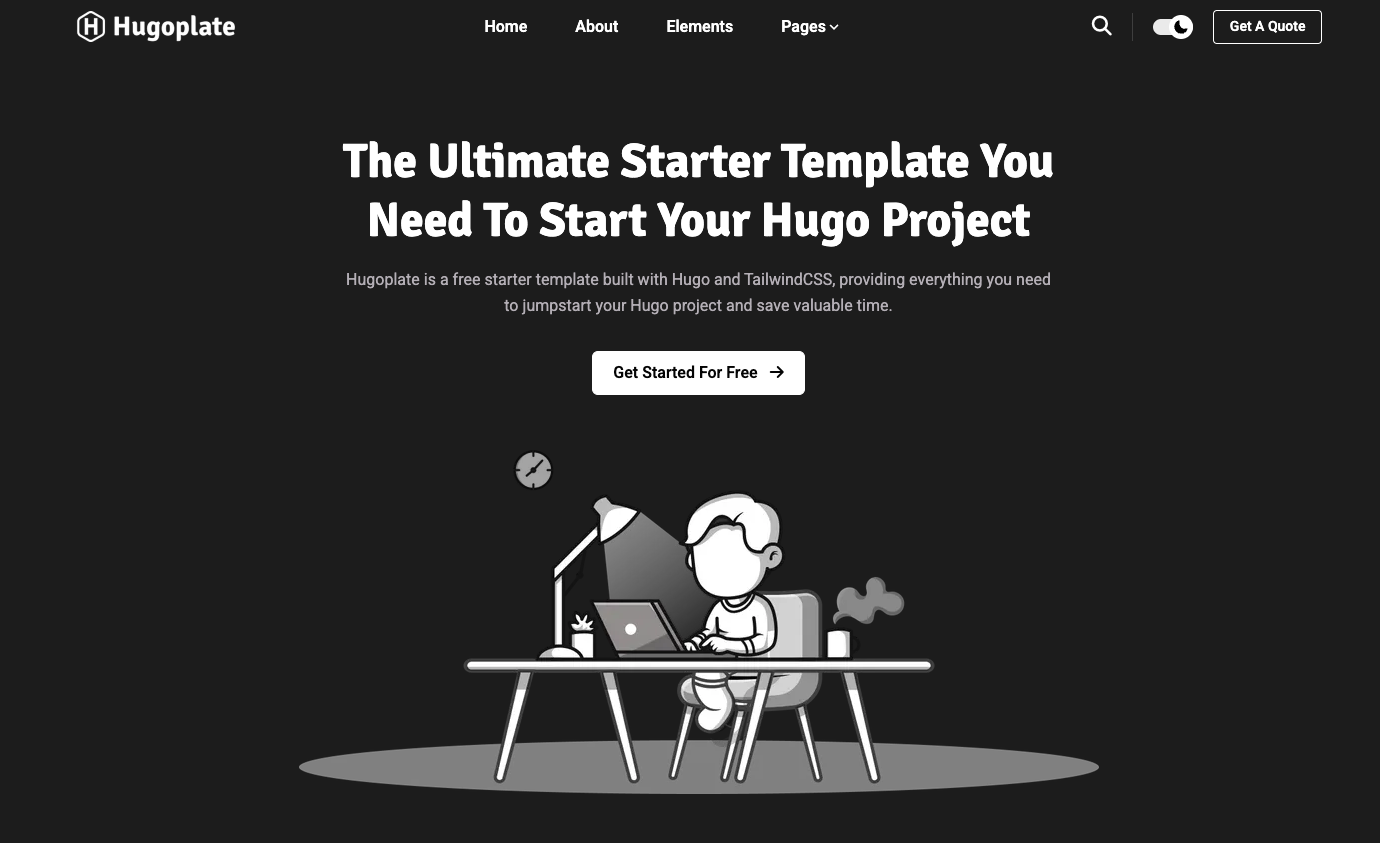 Hugoplate
Home
About
Elements
Pages
Get A Quote
The Ultimate Starter Template You
Need To Start Your Hugo Project
Hugoplate is a free starter template built with Hugo and TailwindCSS, providing everything you need
to jumpstart your Hugo project and save valuable time.
Get Started For Free